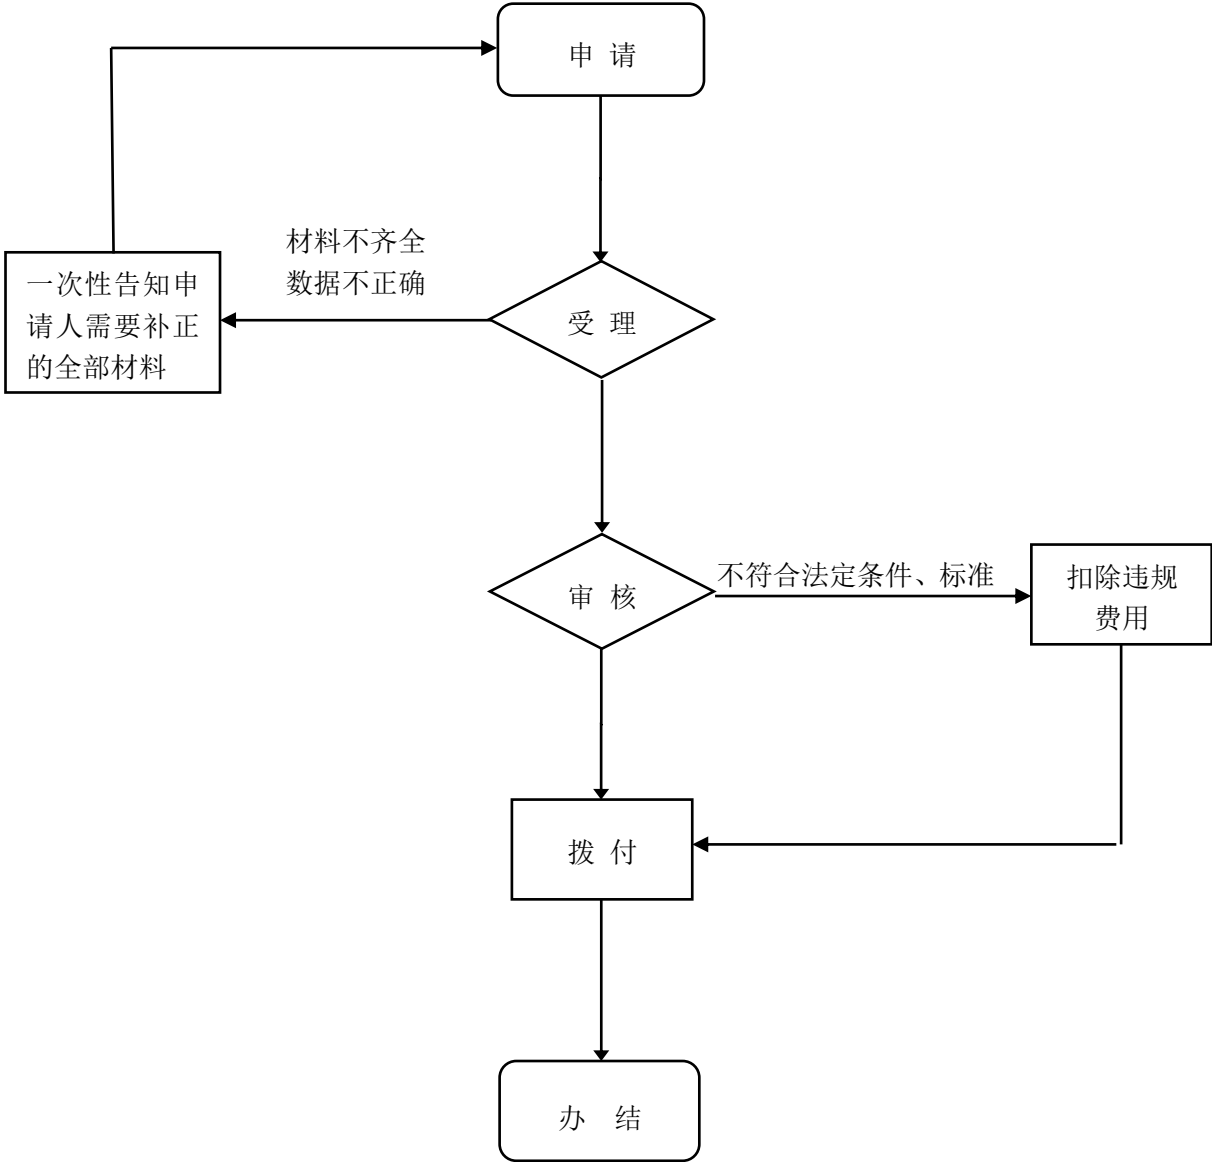 申 请
材料不齐全
数据不正确
一次性告知申
请人需要补正
的全部材料
受 理
不符合法定条件、标准
审 核
扣除违规
费用
拨 付
办 结